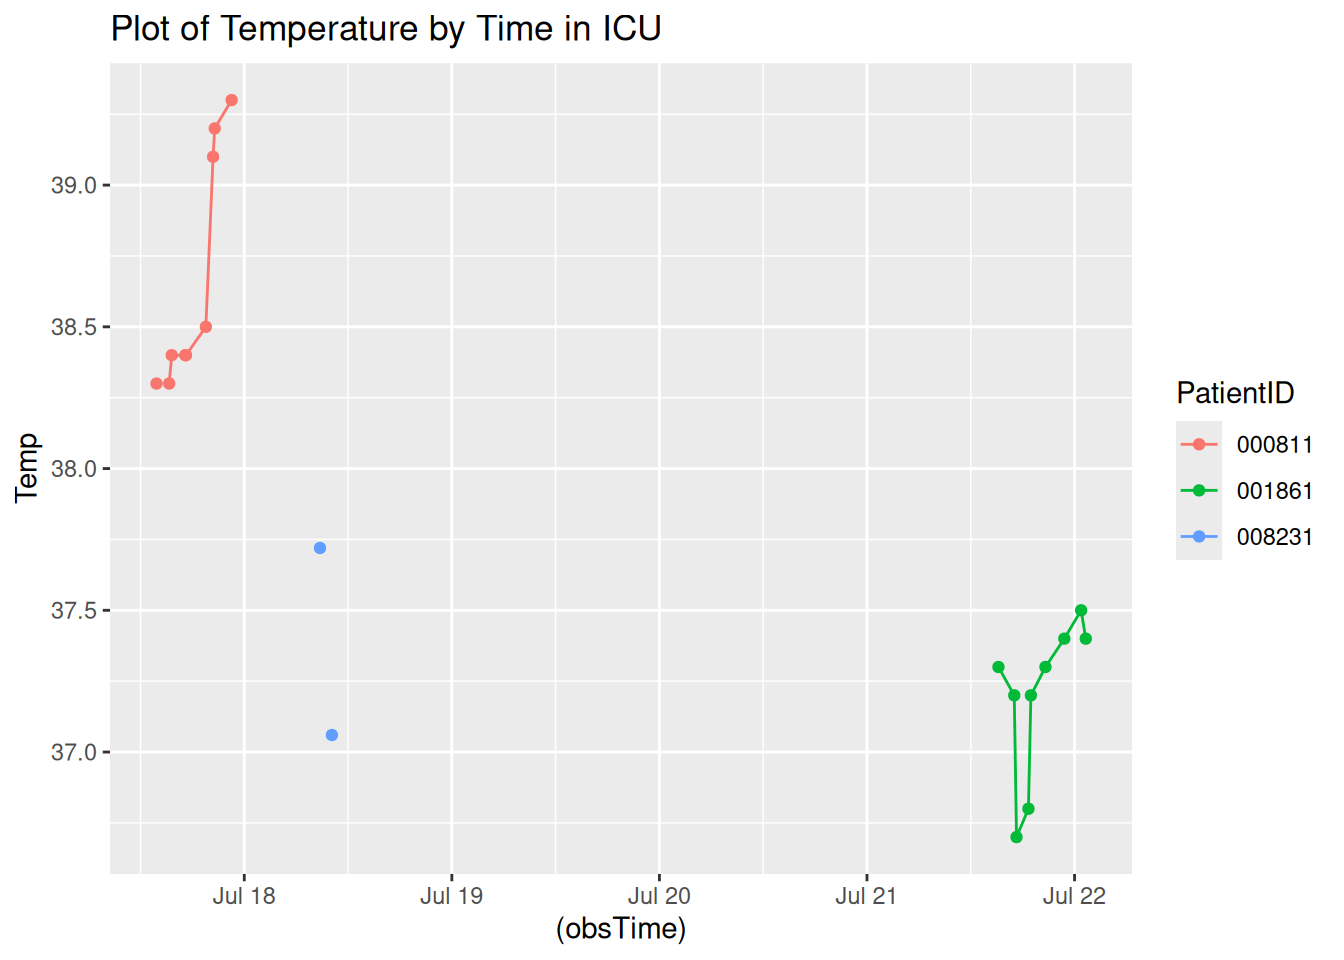 Plot of Temperature by Time in ICU
39.0
38.5
38.0
37.5
37.0
Temp
Jul 18 Jul 19 Jul 20 Jul 21 Jul 22
(obsTime)
PatientID
000811
001861
008231